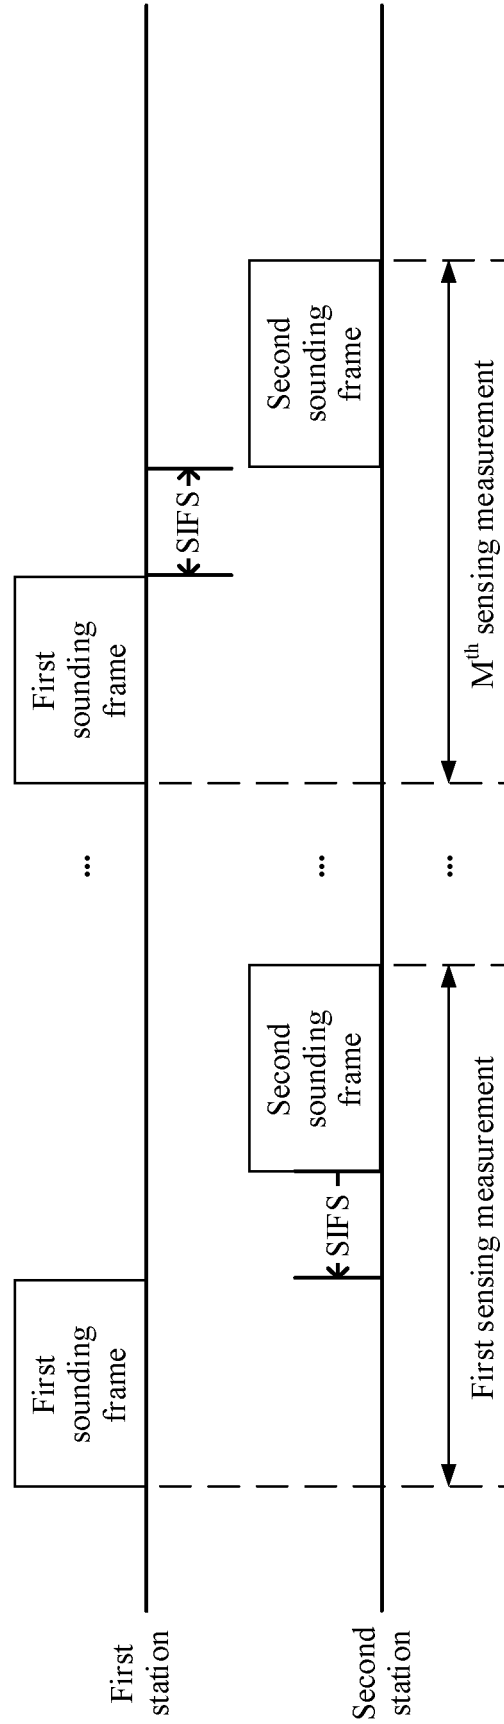 First
station
First
sounding
frame
...
First
sounding
frame
SIFS
Second
station
SIFS
Second
sounding
frame
...
Second
sounding
frame
First sensing measurement
...
Mth sensing measurement